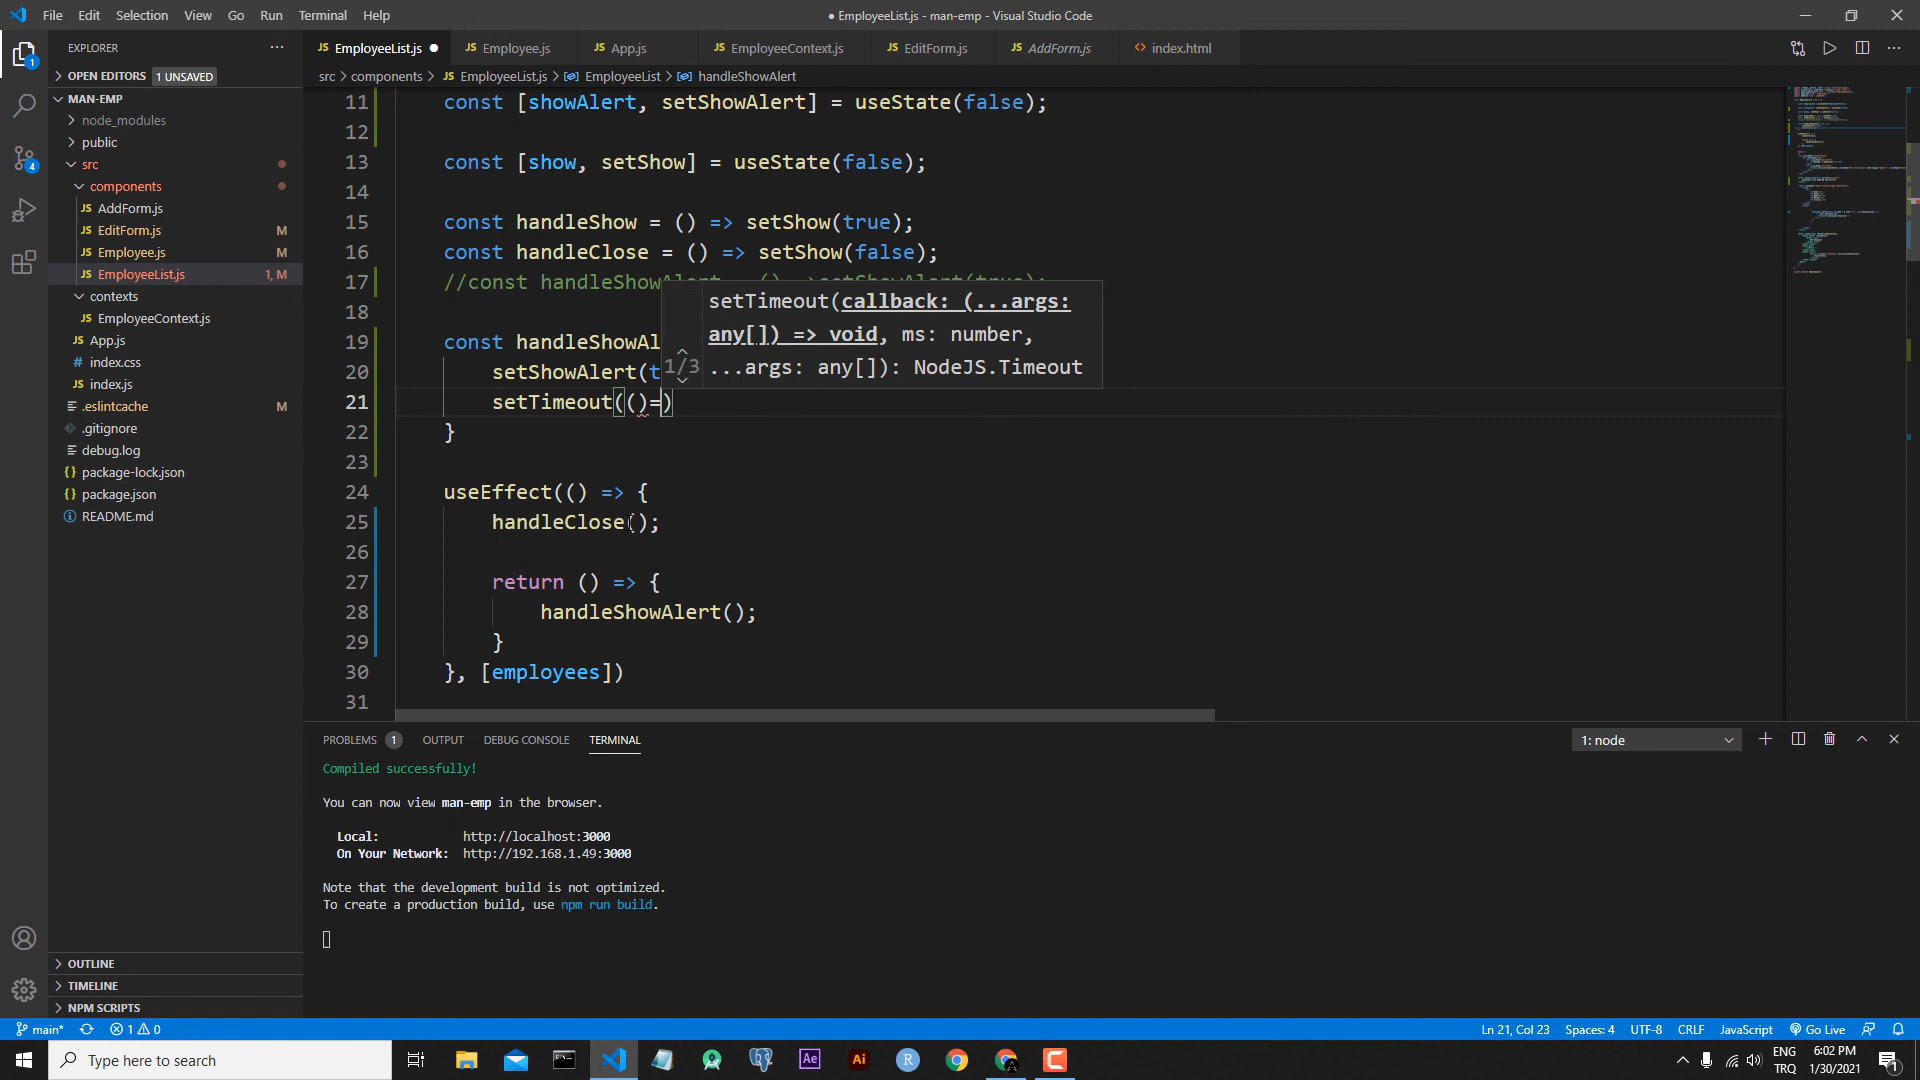 File Edit Selection View Go Run Terminal Help
● EmployeeList.js - man-emp - Visual Studio Code
EXPLORER
OPEN EDITORS 1 UNSAVED
MAN-EMP
node_modules
public
src
components
AddForm.js
EditForm.js M
Employee.js M
EmployeeList.js 1, M
contexts
EmployeeContext.js
App.js
index.css
index.js
.eslintcache M
.gitignore
debug.log
package-lock.json
package.json
README.md
OUTLINE
TIMELINE
NPM SCRIPTS
EmployeeList.js ● Employee.js App.js EmployeeContext.js EditForm.js AddForm.js index.html
src > components > EmployeeList.js > EmployeeList > handleShowAlert
11 const [showAlert, setShowAlert] = useState(false);
12
13 const [show, setShow] = useState(false);
14
15 const handleShow = () => setShow(true);
16 const handleClose = () => setShow(false);
17 //const handleShowAlert = () =>setShowAlert(true);
18
19 const handleShowAl
20 setShowAlert(t
21 setTimeout(()=)
22 }
23
24 useEffect(() => {
25 handleClose();
26
27 return () => {
28 handleShowAlert();
29 }
30 }, [employees])
31
setTimeout(callback: (...args:
any[]) => void, ms: number,
1/3 ...args: any[]): NodeJS.Timeout
PROBLEMS 1 OUTPUT DEBUG CONSOLE TERMINAL
1: node
Compiled successfully!
You can now view man-emp in the browser.
Local: http://localhost:3000
On Your Network: http://192.168.1.49:3000
Note that the development build is not optimized.
To create a production build, use npm run build.
main* 1 0
Ln 21, Col 23 Spaces: 4 UTF-8 CRLF JavaScript Go Live
Type here to search
ENG
TRQ
6:02 PM
1/30/2021